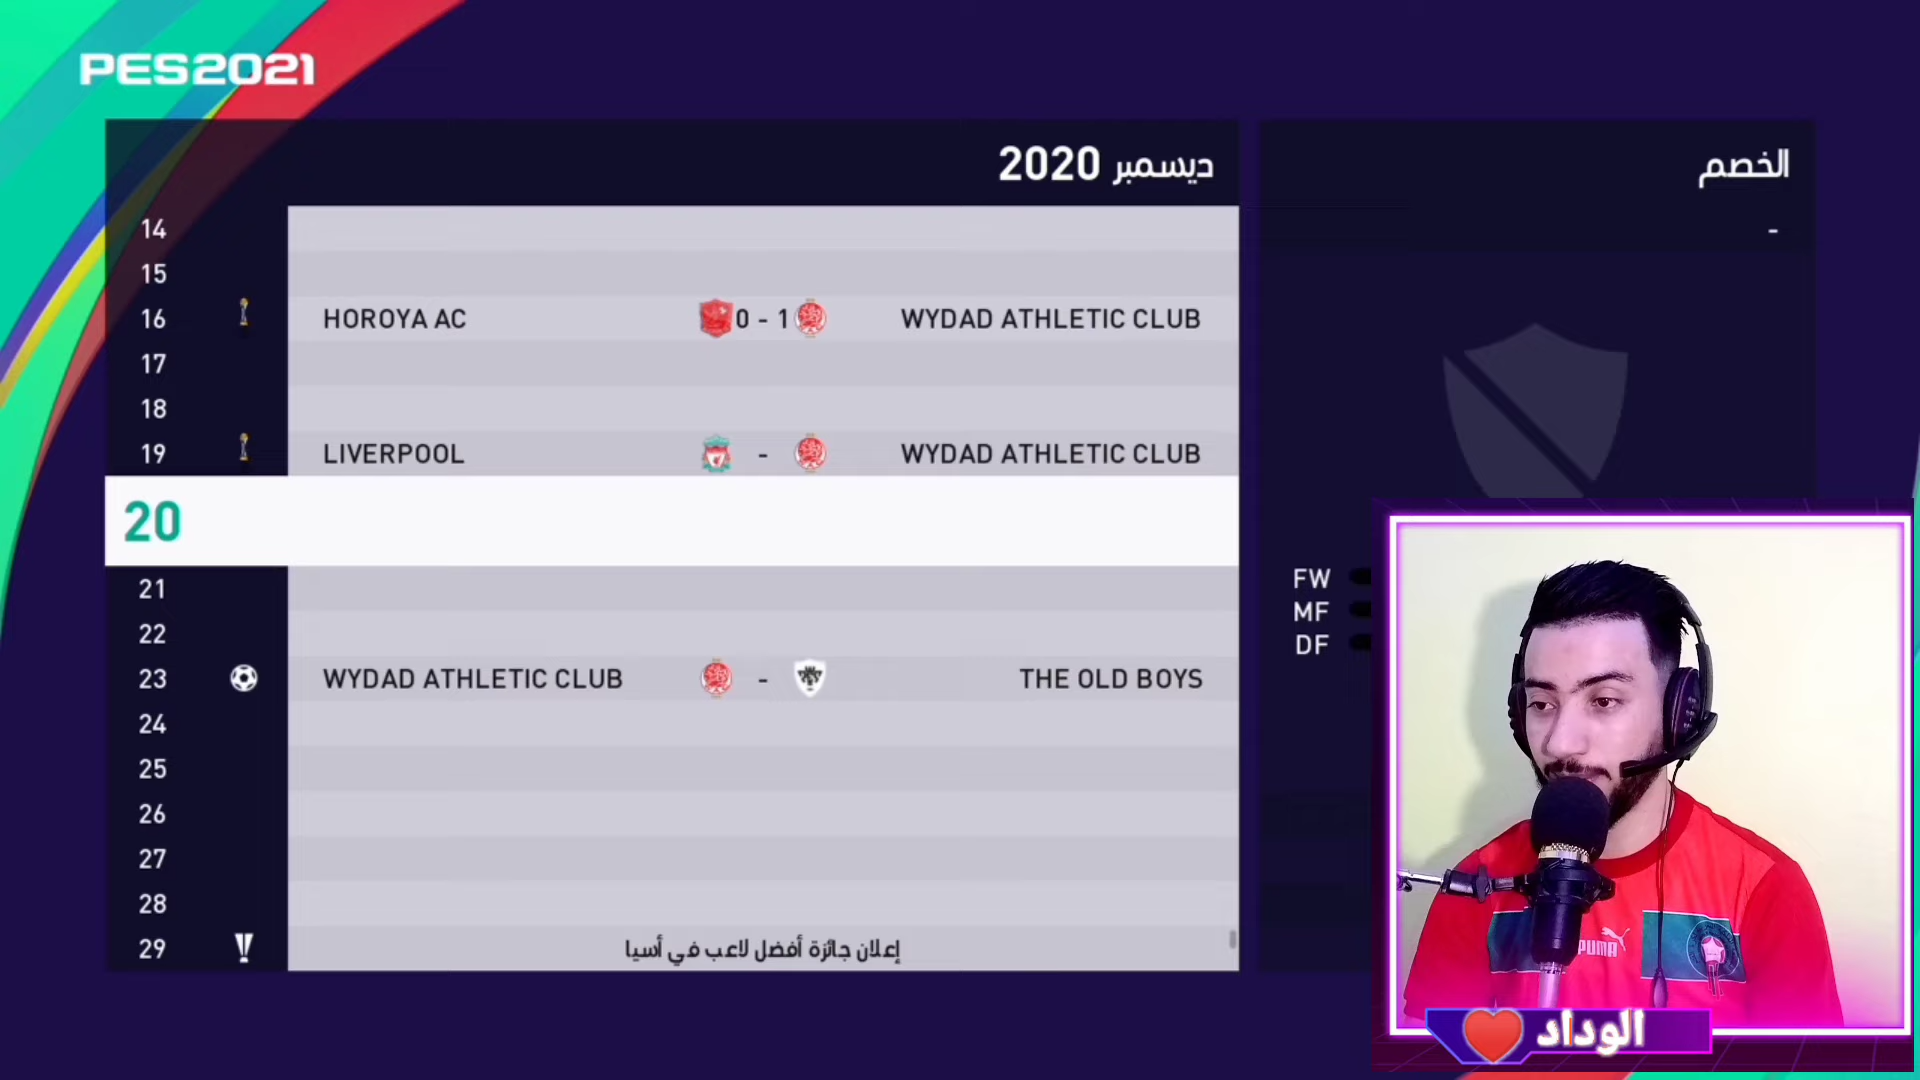 PES2021
ديسمبر 2020
الخصم
-
14
15
16 HOROYA AC 0 - 1 WYDAD ATHLETIC CLUB
17
18
19 LIVERPOOL - WYDAD ATHLETIC CLUB
20
21
22
23 WYDAD ATHLETIC CLUB - THE OLD BOYS
24
25
26
27
28
29 إعلان جائزة أفضل لاعب في أسيا
FW
MF
DF
PUMA
الوداد